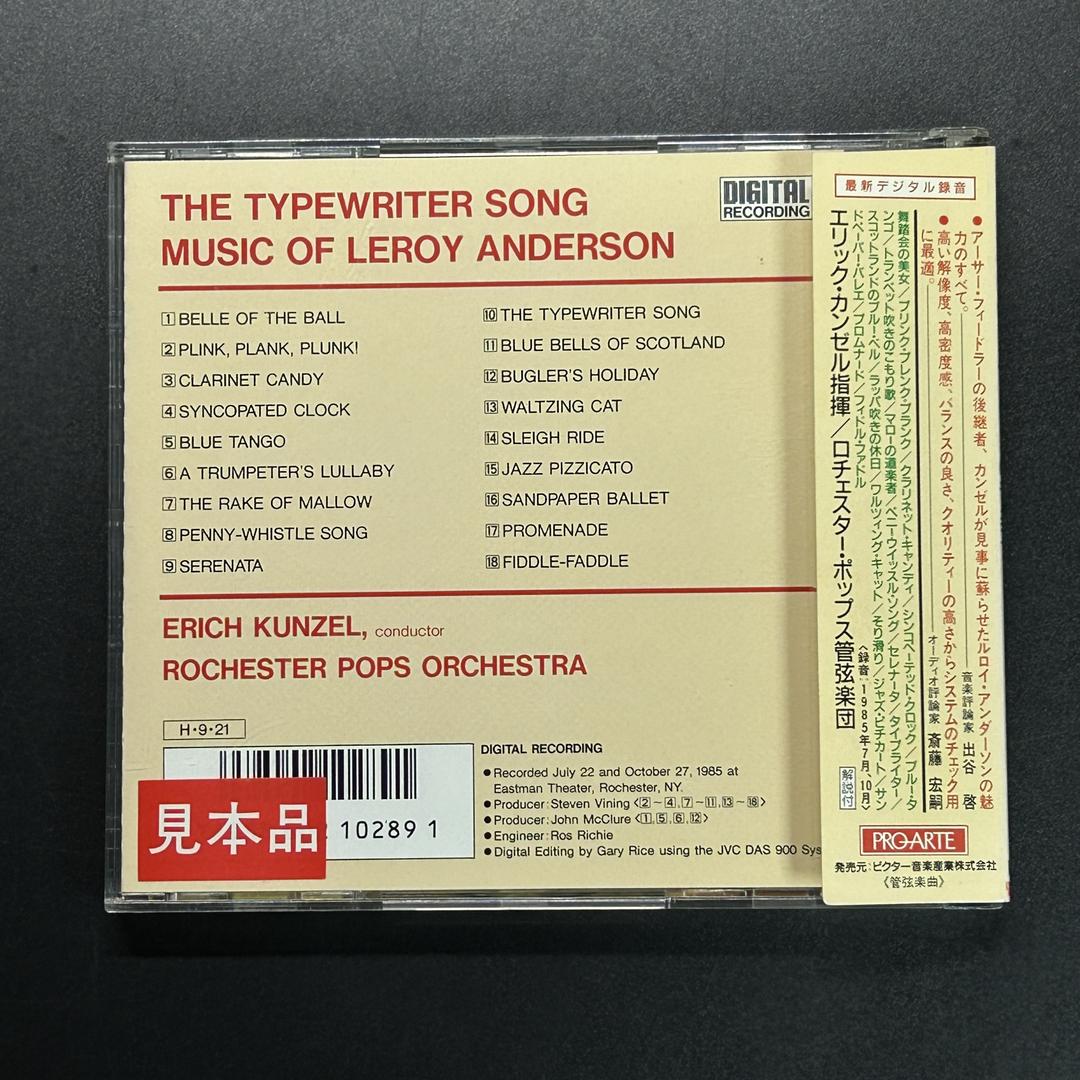 THE TYPEWRITER SONG
MUSIC OF LEROY ANDERSON
DIGITAL
RECORDING
1 BELLE OF THE BALL
2 PLINK, PLANK, PLUNK!
3 CLARINET CANDY
4 SYNCOPATED CLOCK
5 BLUE TANGO
6 A TRUMPETER'S LULLABY
7 THE RAKE OF MALLOW
8 PENNY-WHISTLE SONG
9 SERENATA
10 THE TYPEWRITER SONG
11 BLUE BELLS OF SCOTLAND
12 BUGLER'S HOLIDAY
13 WALTZING CAT
14 SLEIGH RIDE
15 JAZZ PIZZICATO
16 SANDPAPER BALLET
17 PROMENADE
18 FIDDLE-FADDLE
ERICH KUNZEL, conductor
ROCHESTER POPS ORCHESTRA
H・9・21
見本品
10289 1
DIGITAL RECORDING
●Recorded July 22 and October 27, 1985 at
Eastman Theater, Rochester, NY.
●Producer: Steven Vining〈2~4,7~11,13~18〉
●Producer: John McClure〈1,5,6,12〉
●Engineer: Ros Richie
●Digital Editing by Gary Rice using the JVC DAS 900 Sys
最新デジタル録音
●アーサー・フィードラーの後継者、カンゼルが見事に蘇らせたルロイ・アンダーソンの魅
力のすべて。――音楽評論家 出谷 啓
●高い解像度、高密度感、バランスの良さ、クオリティーの高さからシステムのチェック用
に最適。――オーディオ評論家 斎藤 宏嗣
舞踏会の美女/プリンク・プレンク・プランク/クラリネット・キャンディ/シンコペーテッド・クロック/ブルー・タ
ンゴ/トランペット吹きのこもり歌/マローの道楽者/ペニー・ウイッスル・ソング/セレナータ/タイプライター/
スコットランドのブルー・ベル/ラッパ吹きの休日/ワルツィング・キャット/そり滑り/ジャズ・ピチカート/サン
ドペーパー・バレエ/プロムナード/フィドル・ファドル
〈録音:1985年7月、10月〉
エリック・カンゼル指揮/ロチェスター・ポップス管弦楽団
解説付
PRO-ARTE
発売元:ビクター音楽産業株式会社
《管弦楽曲》